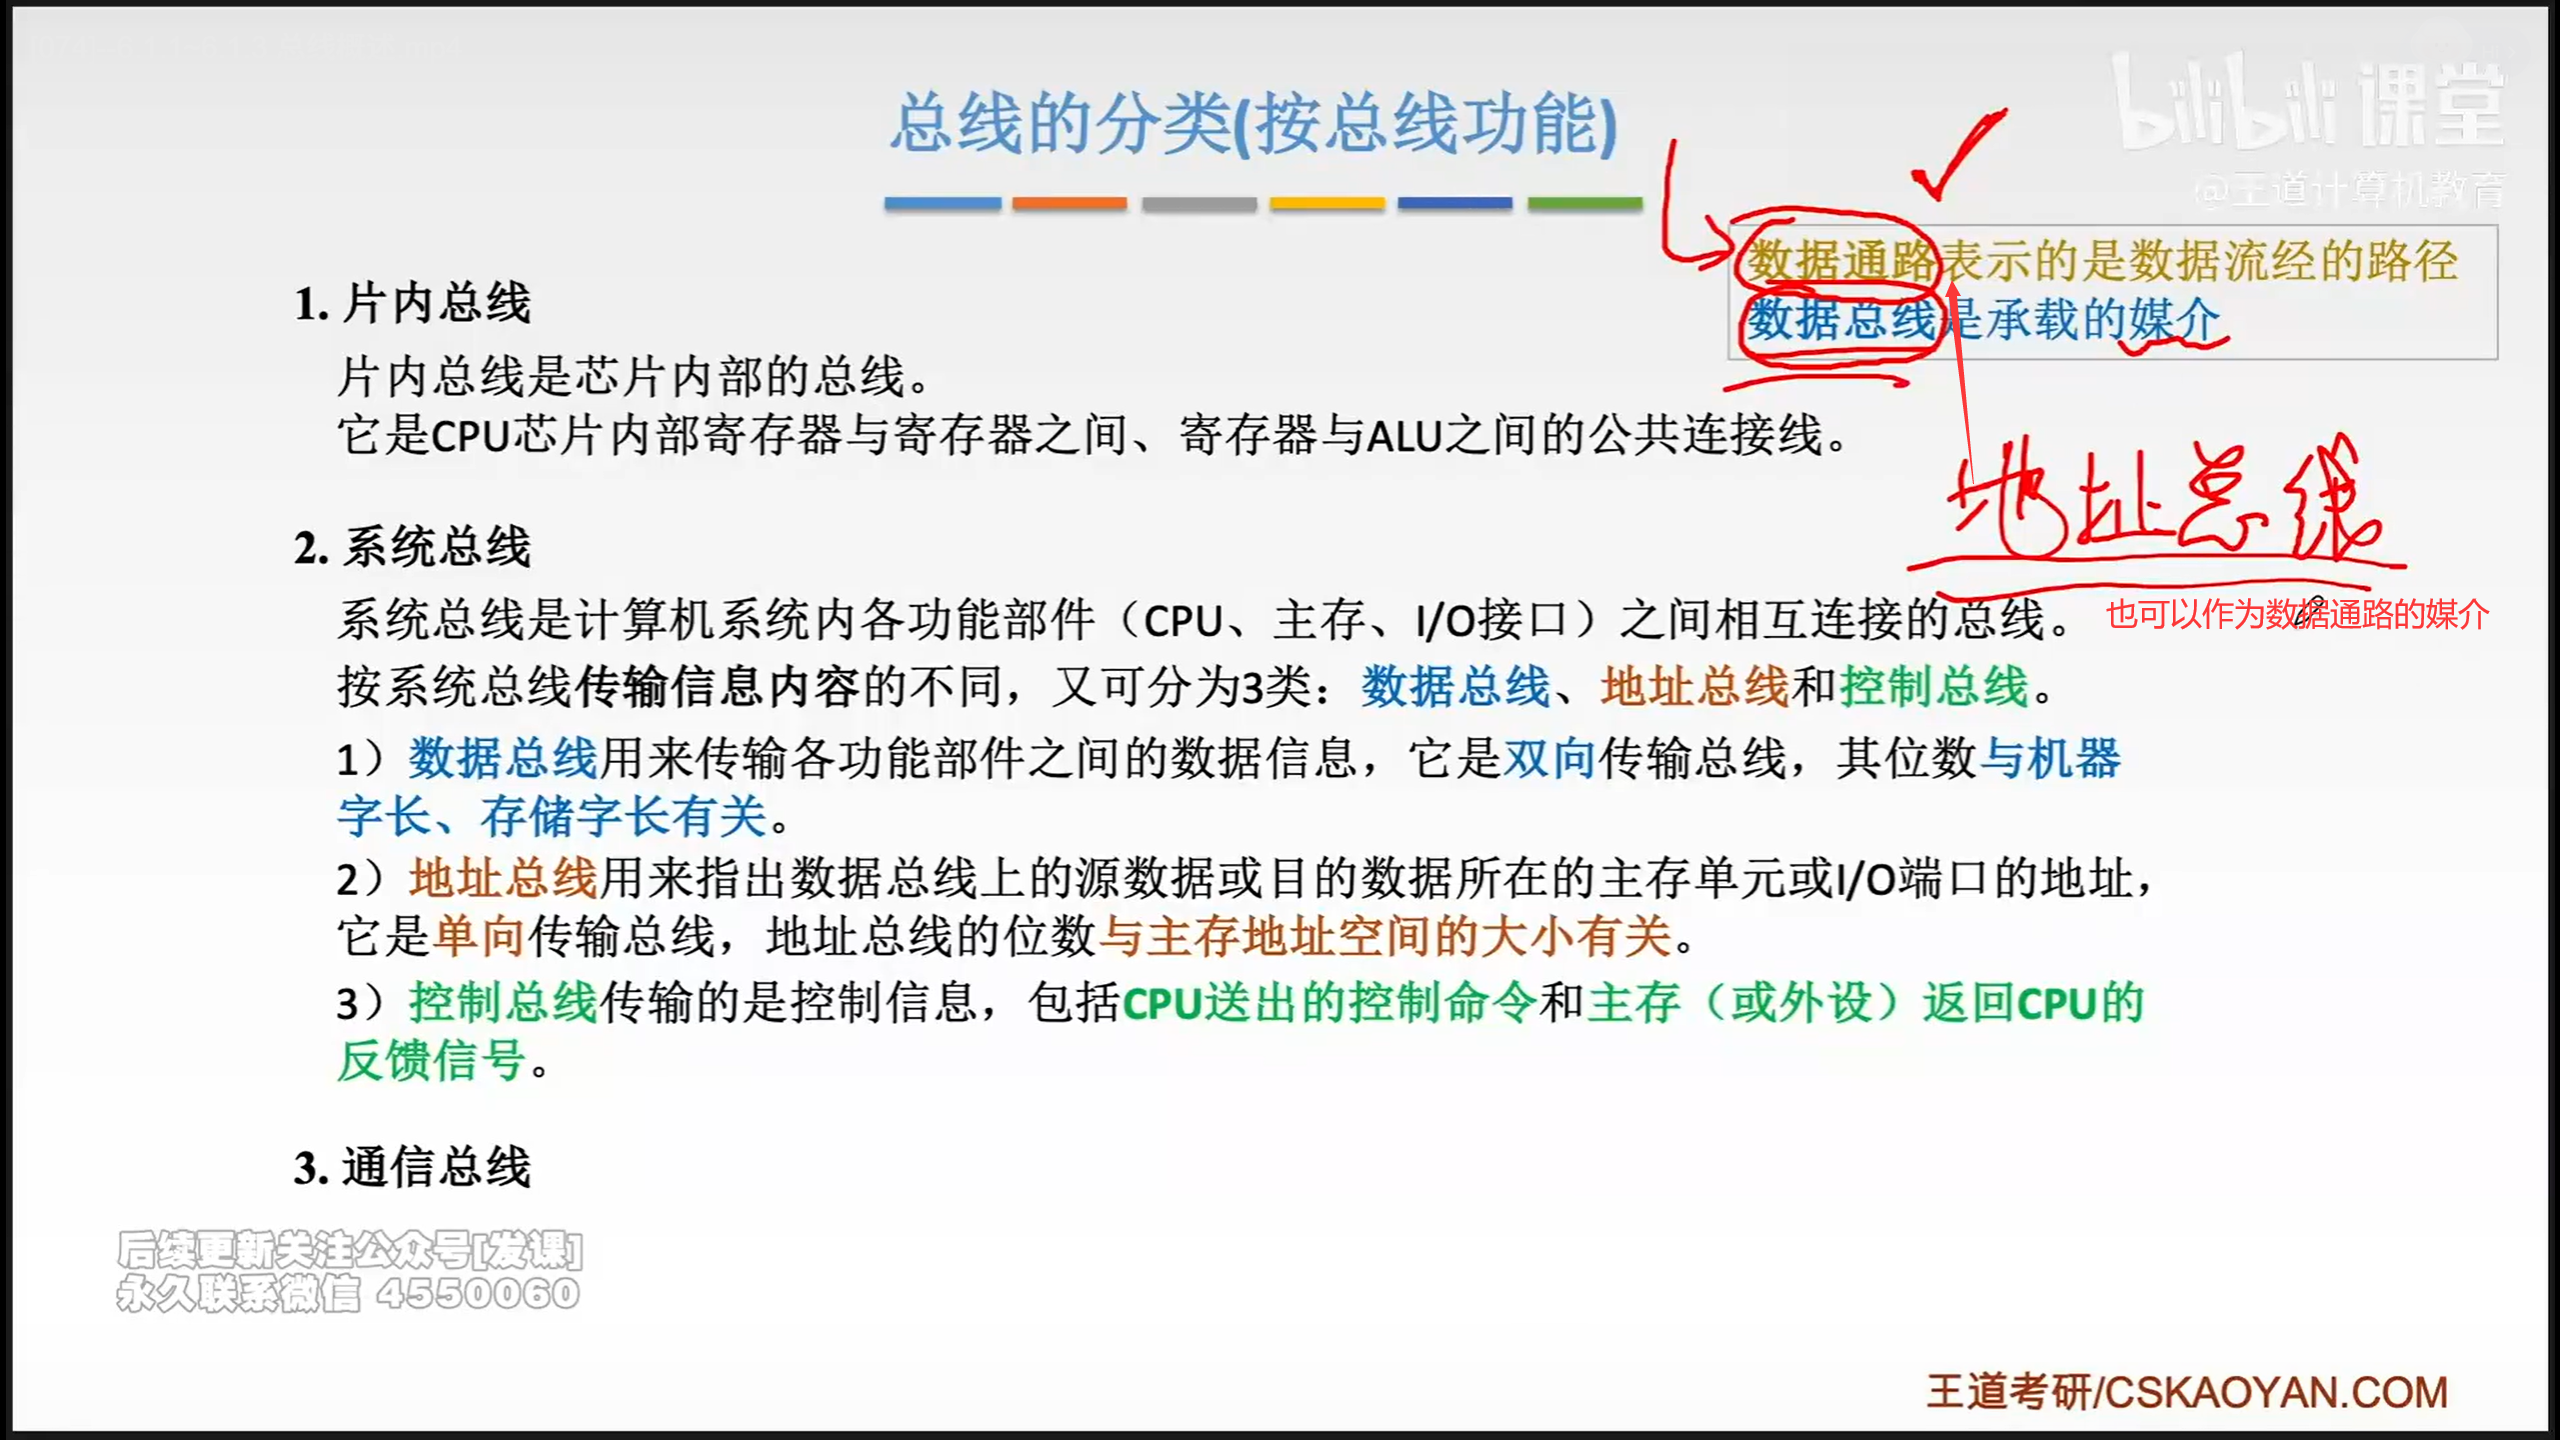 总线的分类(按总线功能)
bilibili 课堂
@王道计算机教育
数据通路表示的是数据流经的路径
数据总线是承载的媒介
1. 片内总线
片内总线是芯片内部的总线。
它是CPU芯片内部寄存器与寄存器之间、寄存器与ALU之间的公共连接线。
地址总线
也可以作为数据通路的媒介
2. 系统总线
系统总线是计算机系统内各功能部件（CPU、主存、I/O接口）之间相互连接的总线。
按系统总线传输信息内容的不同，又可分为3类：数据总线、地址总线和控制总线。
1）数据总线用来传输各功能部件之间的数据信息，它是双向传输总线，其位数与机器
字长、存储字长有关。
2）地址总线用来指出数据总线上的源数据或目的数据所在的主存单元或I/O端口的地址，
它是单向传输总线，地址总线的位数与主存地址空间的大小有关。
3）控制总线传输的是控制信息，包括CPU送出的控制命令和主存（或外设）返回CPU的
反馈信号。
3. 通信总线
后续更新关注公众号[发课]
永久联系微信 4550060
王道考研/CSKAOYAN.COM